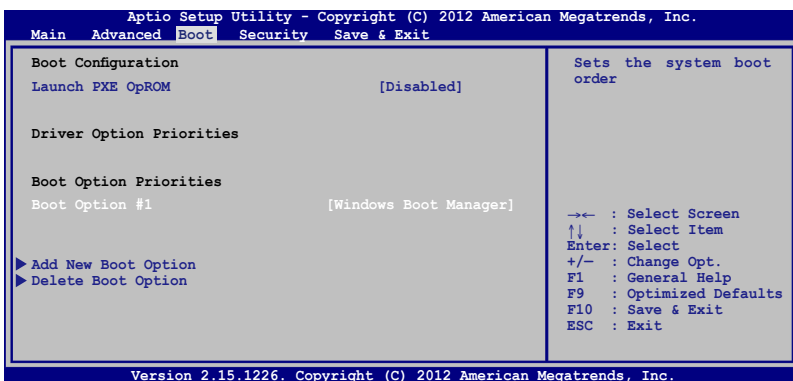 Aptio Setup Utility - Copyright (C) 2012 American Megatrends, Inc.
Main Advanced Boot Security Save & Exit
Boot Configuration
Launch PXE OpROM [Disabled]
Driver Option Priorities
Boot Option Priorities
Boot Option #1 [Windows Boot Manager]
Add New Boot Option
Delete Boot Option
Sets the system boot
order
→← : Select Screen
↑↓ : Select Item
Enter: Select
+/— : Change Opt.
F1 : General Help
F9 : Optimized Defaults
F10 : Save & Exit
ESC : Exit
Version 2.15.1226. Copyright (C) 2012 American Megatrends, Inc.